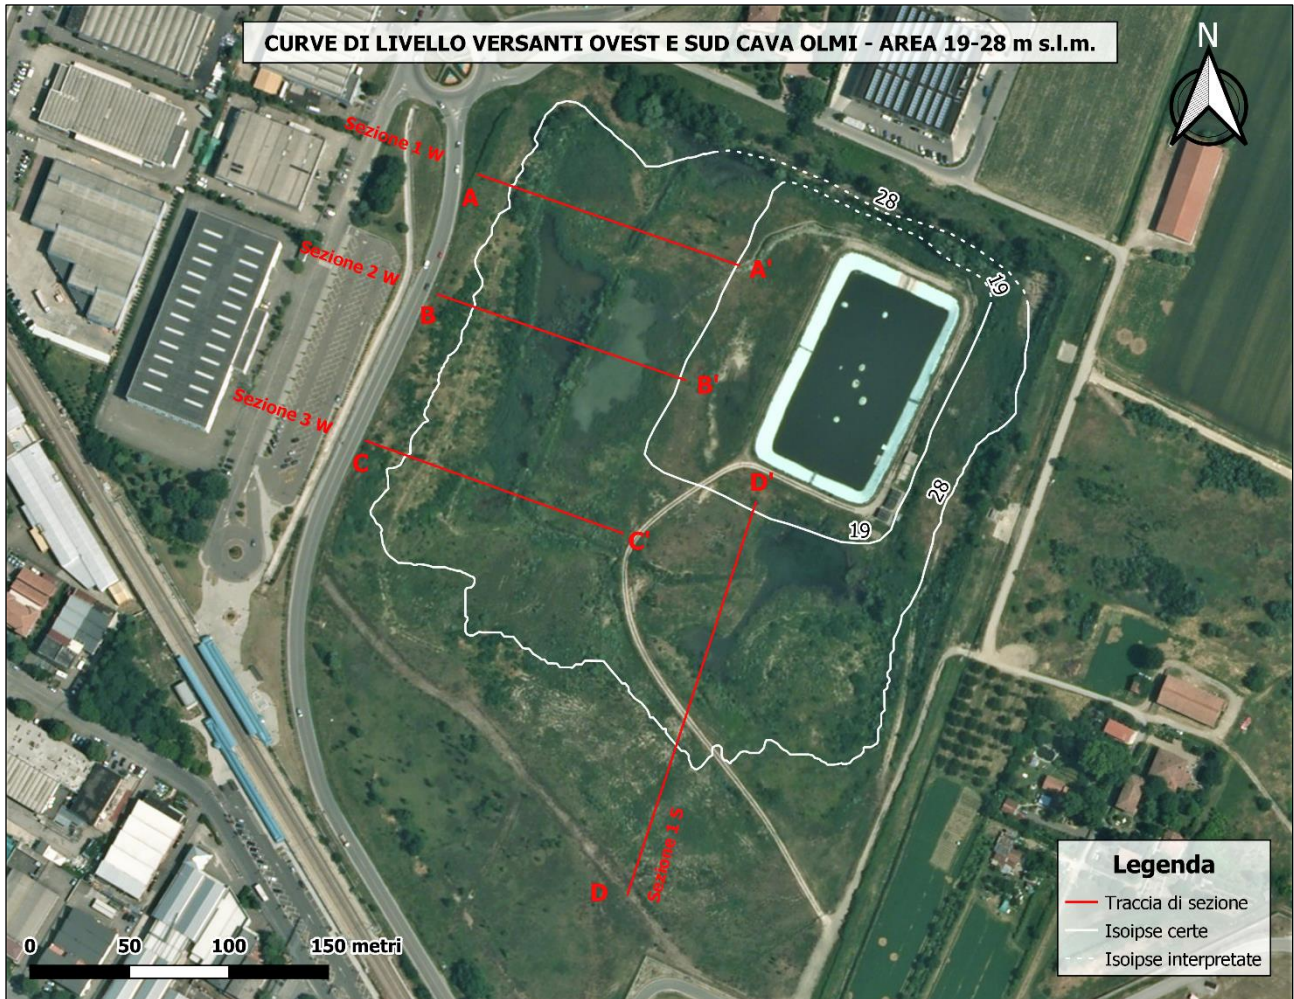 CURVE DI LIVELLO VERSANTI OVEST E SUD CAVA OLMI - AREA 19-28 m s.l.m.
N
Sezione 1 W
A
28
Sezione 2 W
A'
19
B
B'
Sezione 3 W
C
D'
28
19
C'
Sezione 1 S
D
Legenda
Traccia di sezione
Isoipse certe
Isoipse interpretate
0 50 100 150 metri